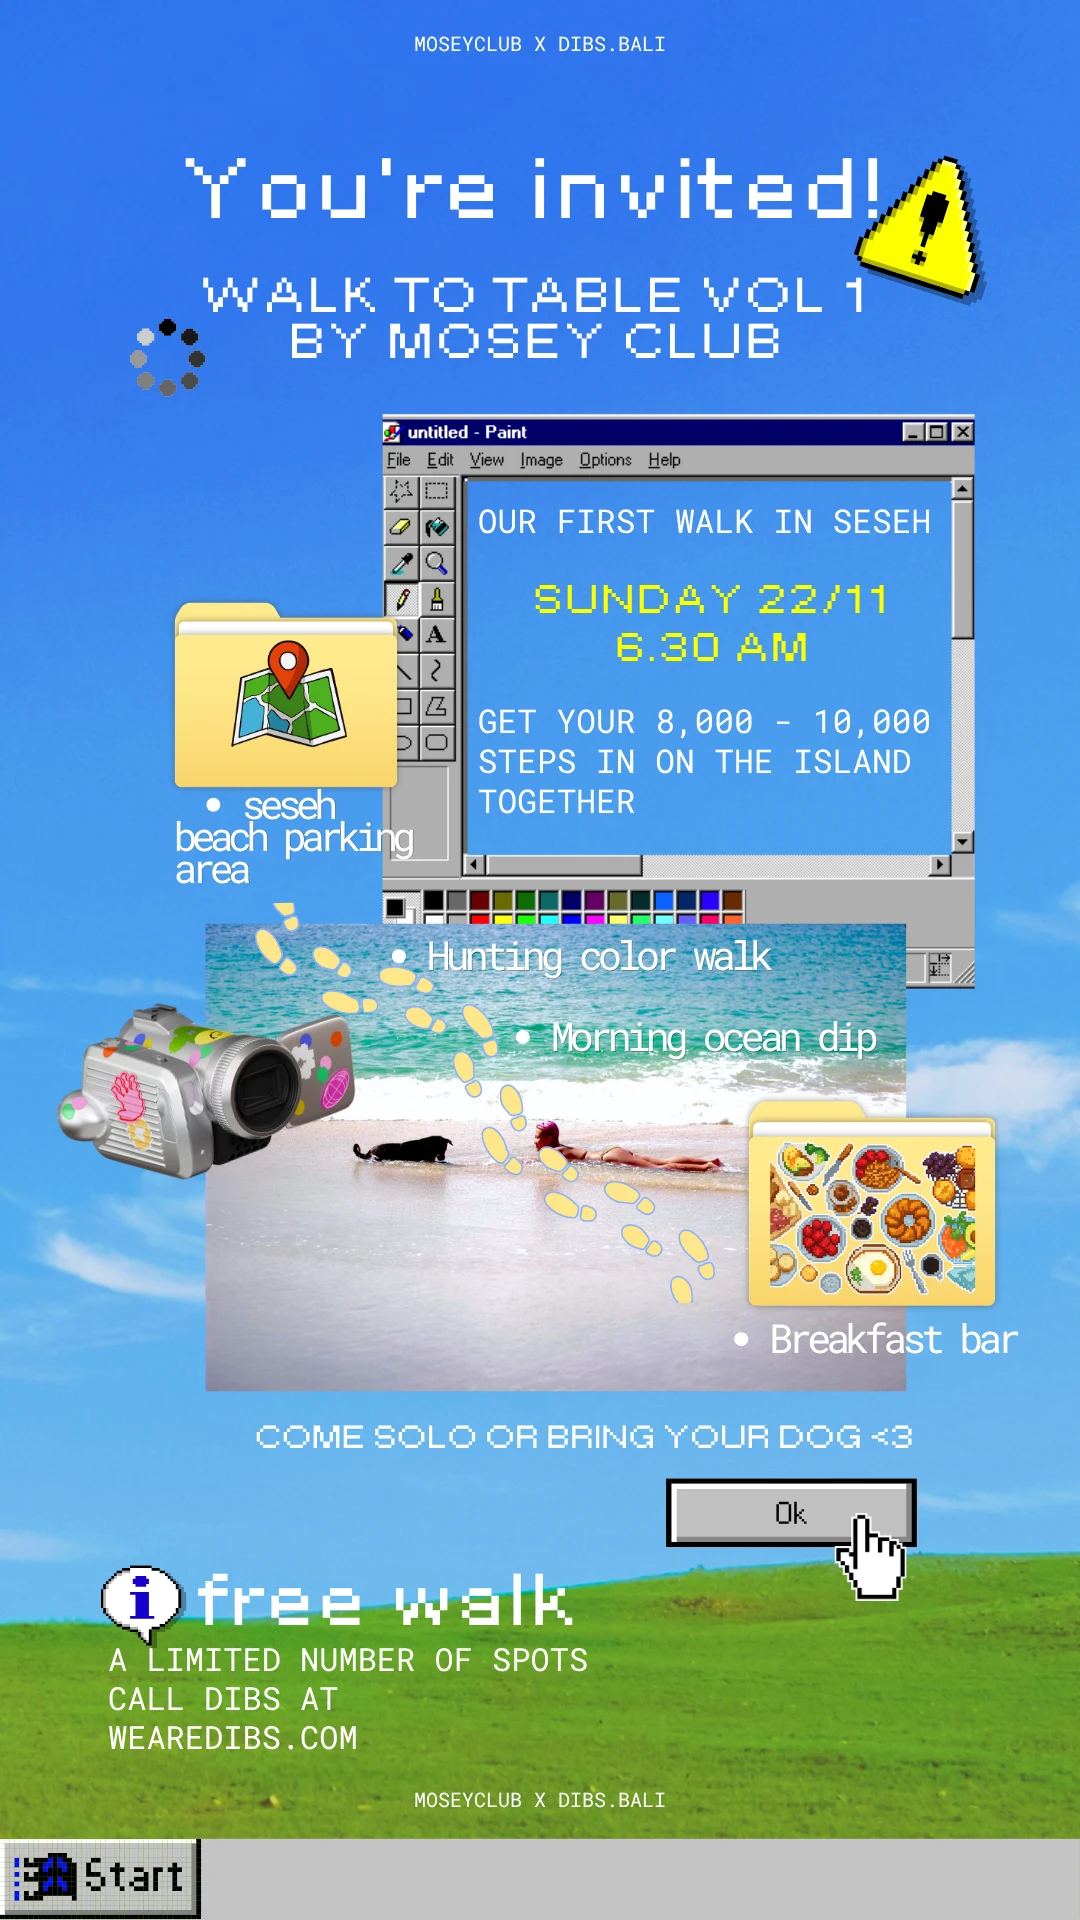 MOSEYCLUB X DIBS.BALI
You're invited!
WALK TO TABLE VOL 1
BY MOSEY CLUB
untitled - Paint
File Edit View Image Options Help
OUR FIRST WALK IN SESEH
SUNDAY 22/11
6.30 AM
GET YOUR 8,000 - 10,000
STEPS IN ON THE ISLAND
TOGETHER
A
• seseh
beach parking
area
• Hunting color walk
• Morning ocean dip
• Breakfast bar
COME SOLO OR BRING YOUR DOG <3
Ok
i
free walk
A LIMITED NUMBER OF SPOTS
CALL DIBS AT
WEAREDIBS.COM
MOSEYCLUB X DIBS.BALI
Start